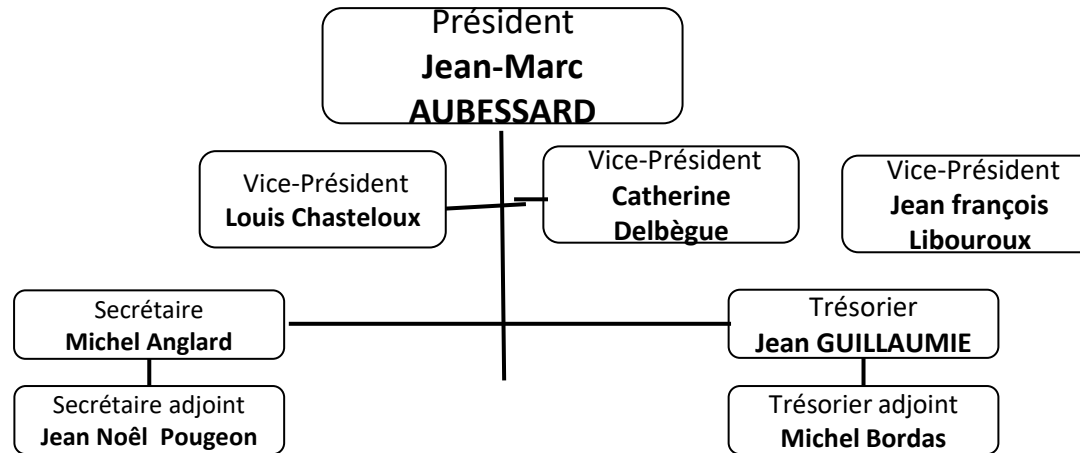 Président
Jean-Marc
AUBESSARD
Vice-Président
Louis Chasteloux
Vice-Président
Catherine
Delbègue
Vice-Président
Jean françois
Libouroux
Secrétaire
Michel Anglard
Trésorier
Jean GUILLAUMIE
Secrétaire adjoint
Jean Noêl  Pougeon
Trésorier adjoint
Michel Bordas